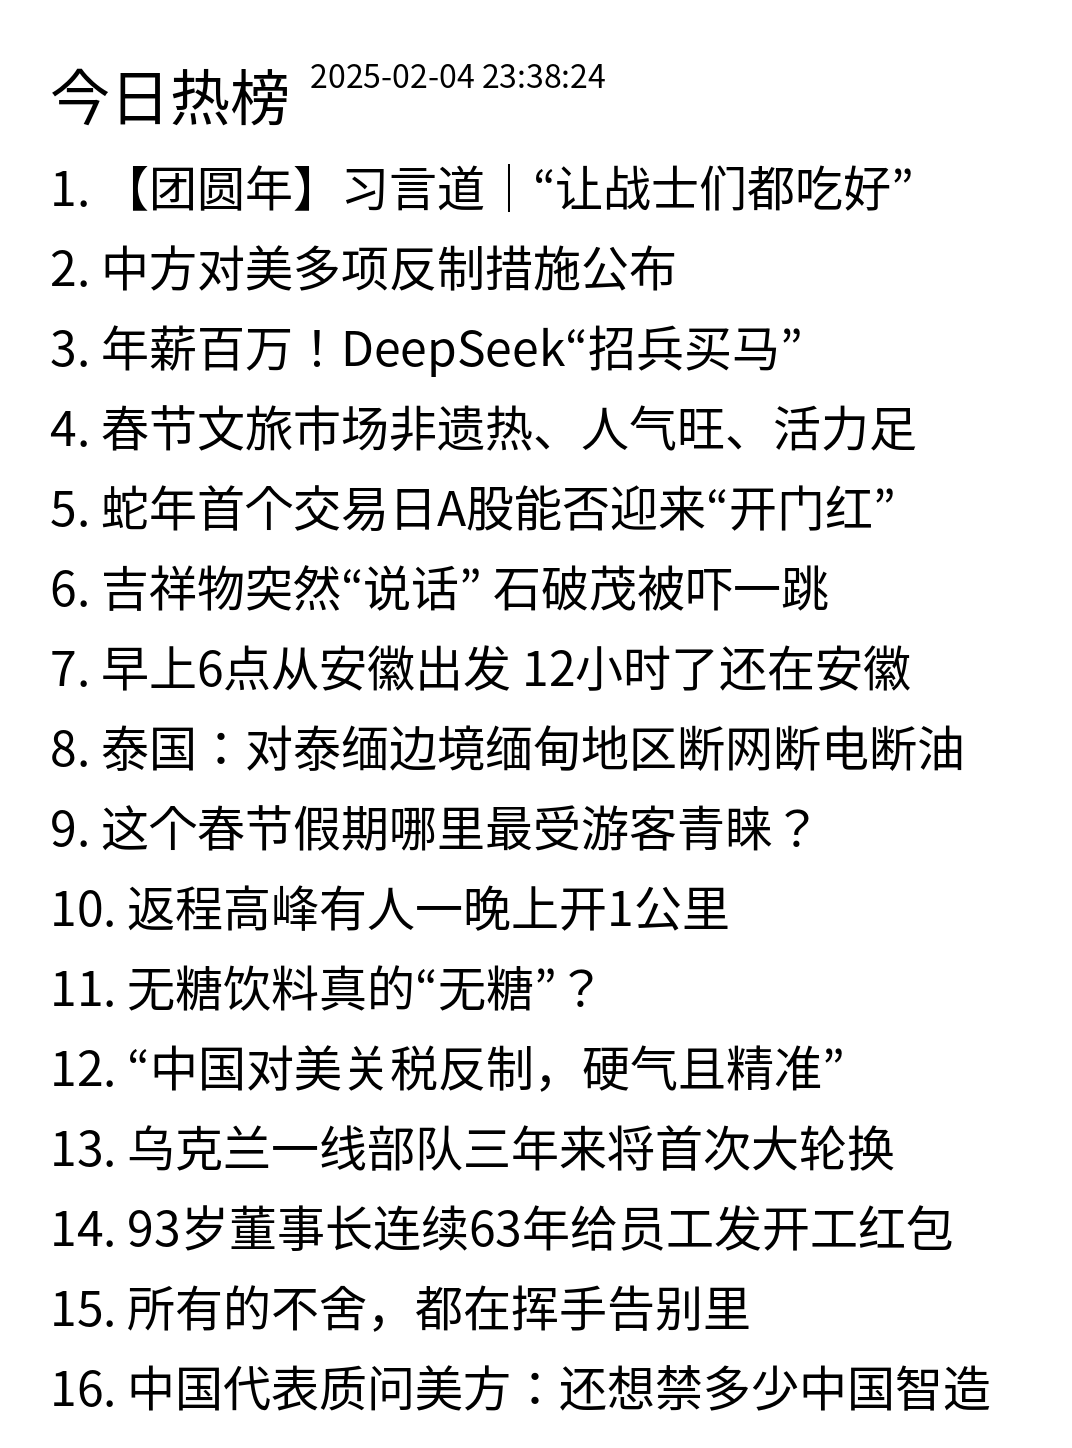 今日热榜 2025-02-04 23:38:24
1. 【团圆年】习言道｜“让战士们都吃好”
2. 中方对美多项反制措施公布
3. 年薪百万！DeepSeek“招兵买马”
4. 春节文旅市场非遗热、人气旺、活力足
5. 蛇年首个交易日A股能否迎来“开门红”
6. 吉祥物突然“说话” 石破茂被吓一跳
7. 早上6点从安徽出发 12小时了还在安徽
8. 泰国：对泰缅边境缅甸地区断网断电断油
9. 这个春节假期哪里最受游客青睐？
10. 返程高峰有人一晚上开1公里
11. 无糖饮料真的“无糖”？
12. “中国对美关税反制，硬气且精准”
13. 乌克兰一线部队三年来将首次大轮换
14. 93岁董事长连续63年给员工发开工红包
15. 所有的不舍，都在挥手告别里
16. 中国代表质问美方：还想禁多少中国智造